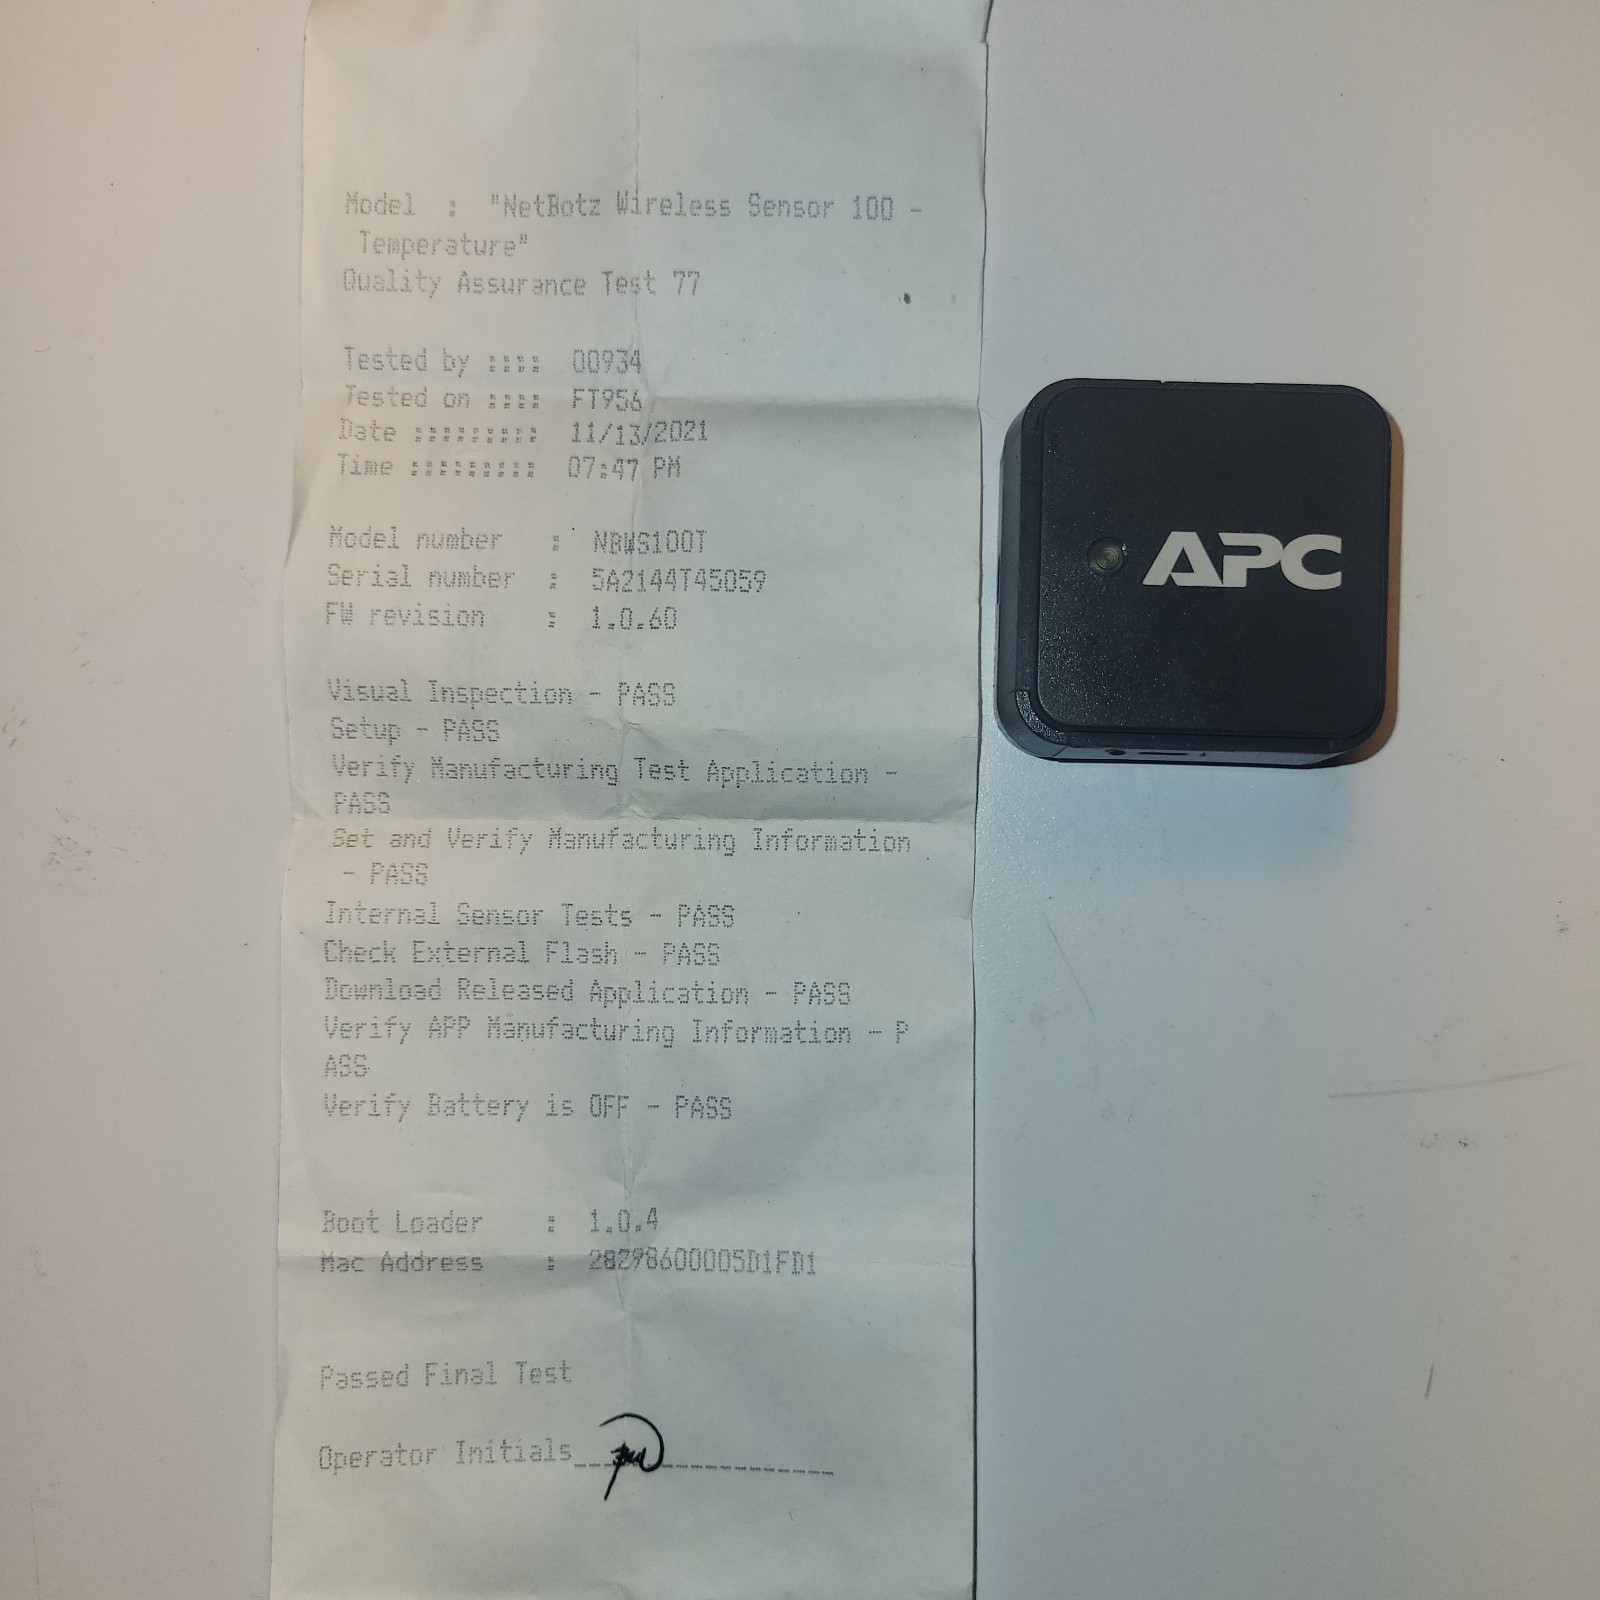 Model : "NetBotz Wireless Sensor 100 -
Temperature"
Quality Assurance Test 77
Tested by :::: 00934
Tested on :::: FT956
Date ::::::::: 11/13/2021
Time ::::::::: 07:47 PM
Model number : NBWS100T
Serial number : 5A2144T45059
FW revision : 1.0.60
Visual Inspection - PASS
Setup - PASS
Verify Manufacturing Test Application -
PASS
Set and Verify Manufacturing Information
- PASS
Internal Sensor Tests - PASS
Check External Flash - PASS
Download Released Application - PASS
Verify APP Manufacturing Information - P
ASS
Verify Battery is OFF - PASS
Boot Loader : 1.0.4
Mac Address : 28298600005D1FD1
Passed Final Test
Operator Initials
APC